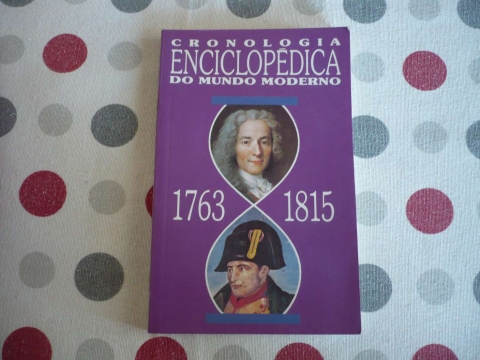 CRONOLOGIA
ENCICLOPÉDICA
DO MUNDO MODERNO
1763 1815